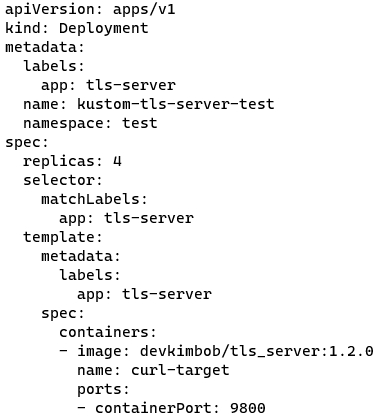 apiVersion: apps/v1
kind: Deployment
metadata:
  labels:
    app: tls-server
  name: kustom-tls-server-test
  namespace: test
spec:
  replicas: 4
  selector:
    matchLabels:
      app: tls-server
  template:
    metadata:
      labels:
        app: tls-server
    spec:
      containers:
      - image: devkimbob/tls_server:1.2.0
        name: curl-target
        ports:
        - containerPort: 9800